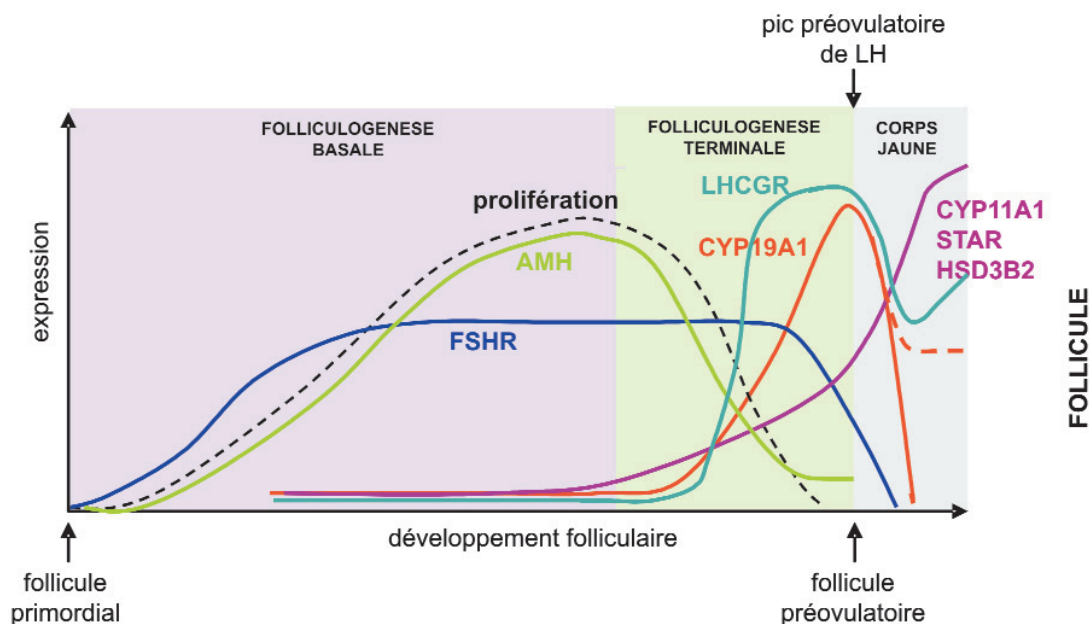 pic préovulatoire
de LH
FOLLICULOGENESE
BASALE
FOLLICULOGENESE
TERMINALE
CORPS
JAUNE
prolifération
LHCGR
CYP11A1
STAR
HSD3B2
AMH
CYP19A1
FSHR
expression
FOLLICULE
développement folliculaire
follicule
primordial
follicule
préovulatoire